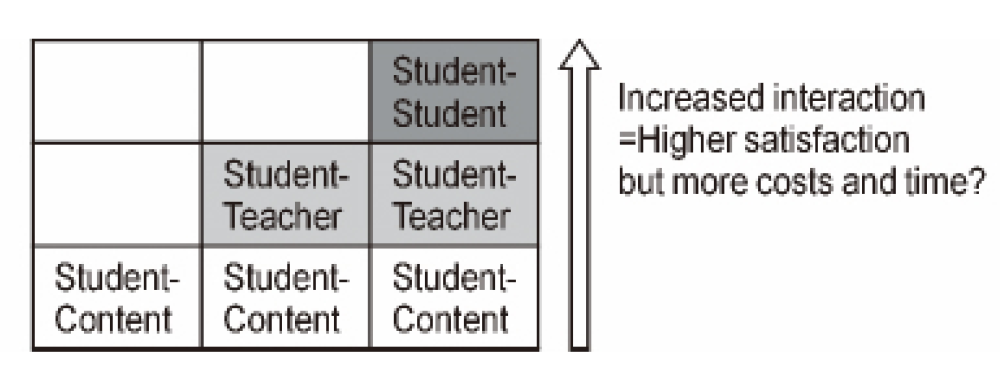 Student-
Student
Student-
Teacher
Student-
Teacher
Student-
Content
Student-
Content
Student-
Content
Increased interaction
=Higher satisfaction
but more costs and time?